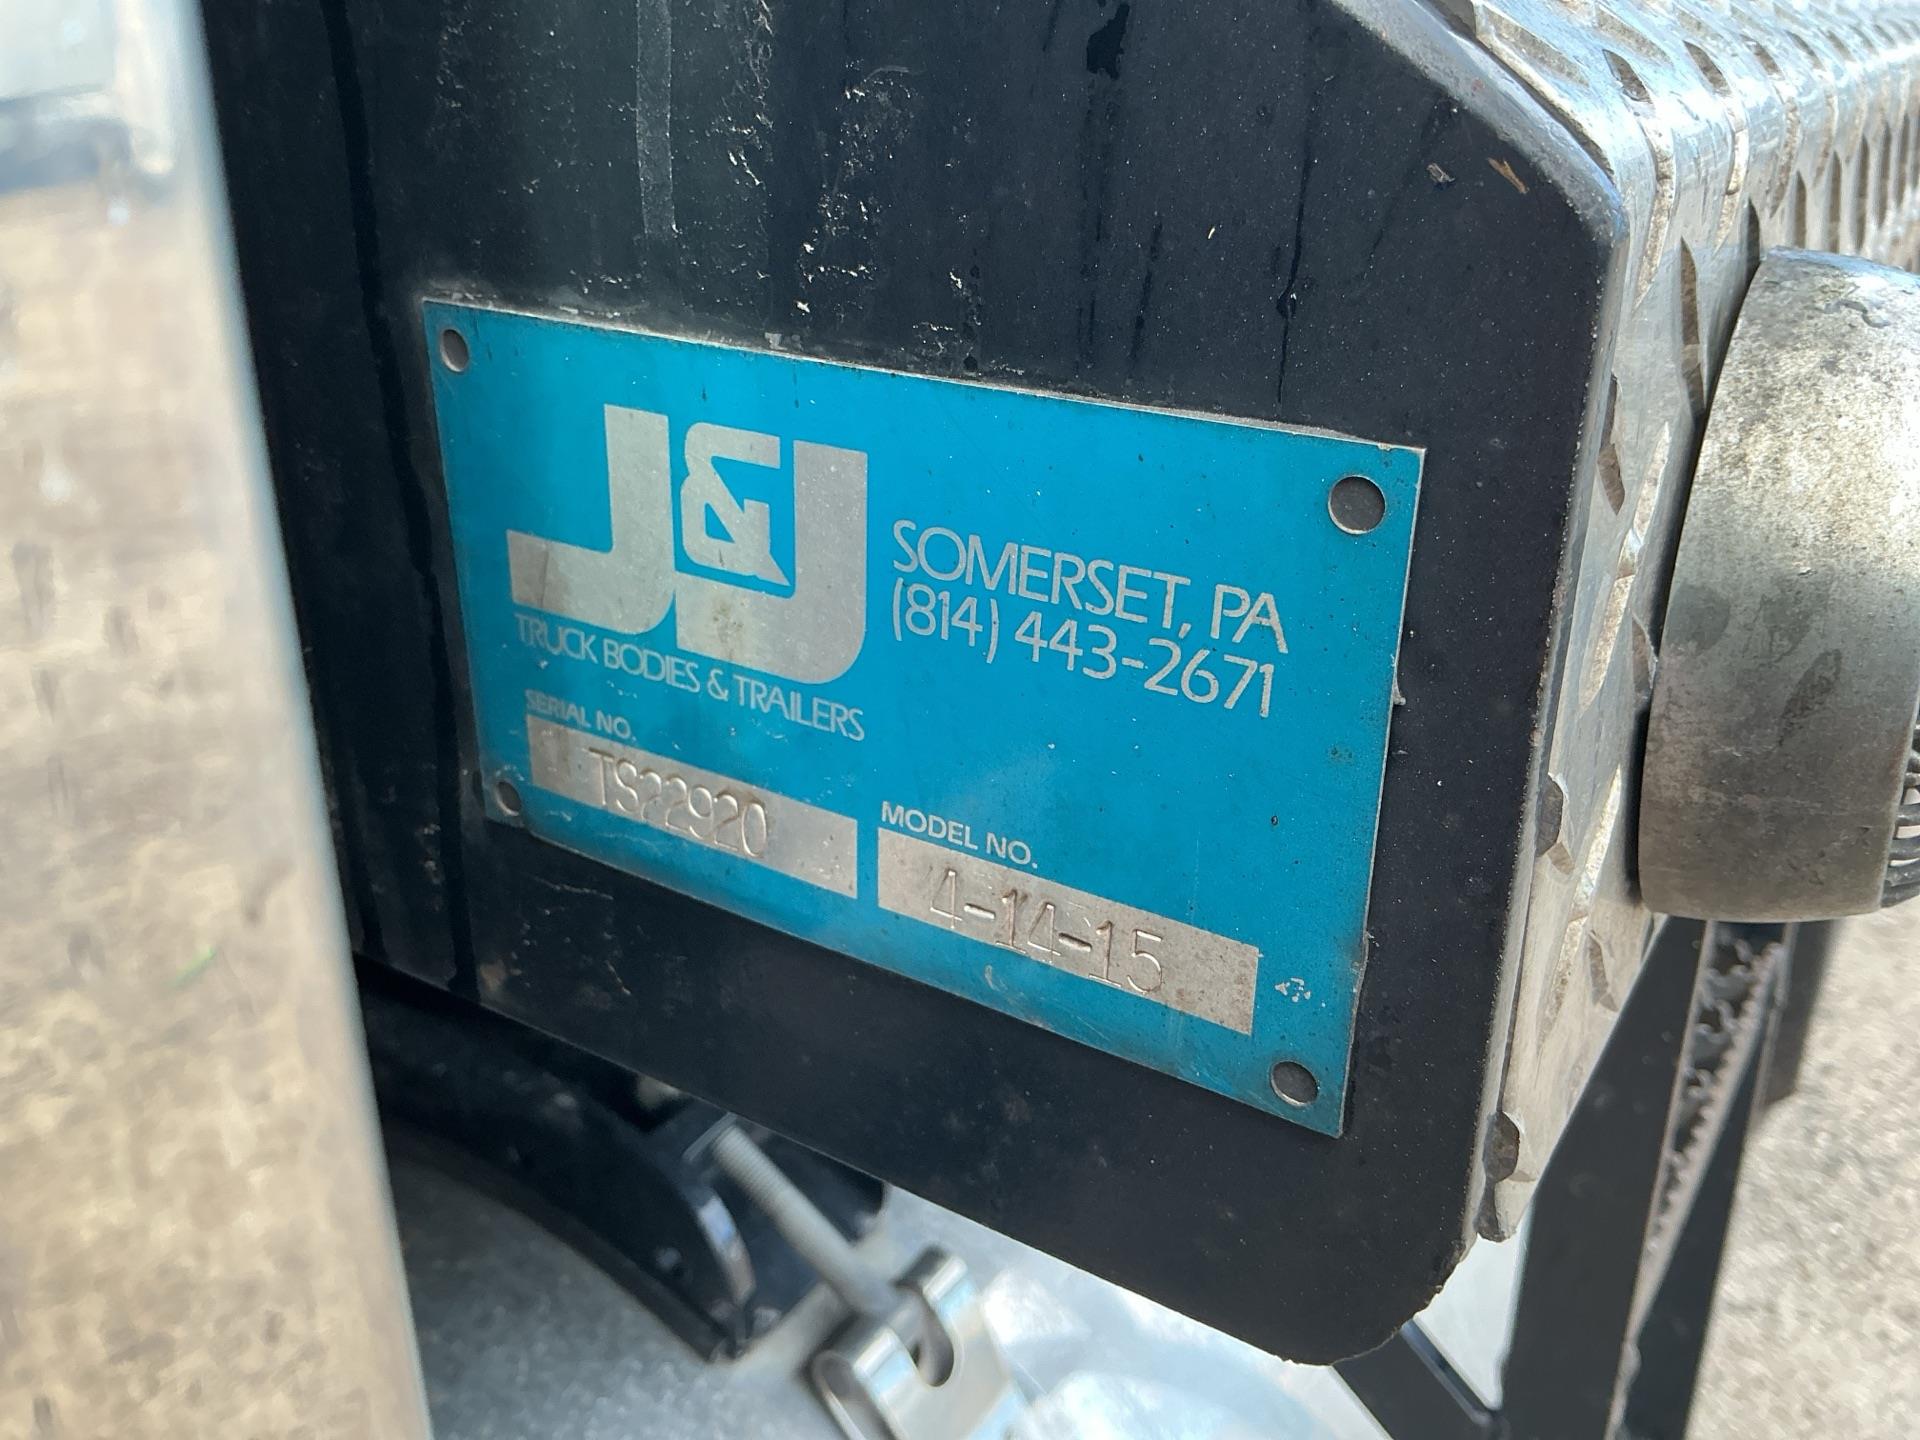 J&J
TRUCK BODIES & TRAILERS
SOMERSET, PA
(814) 443-2671
SERIAL NO.
TS22920
MODEL NO.
4-14-15